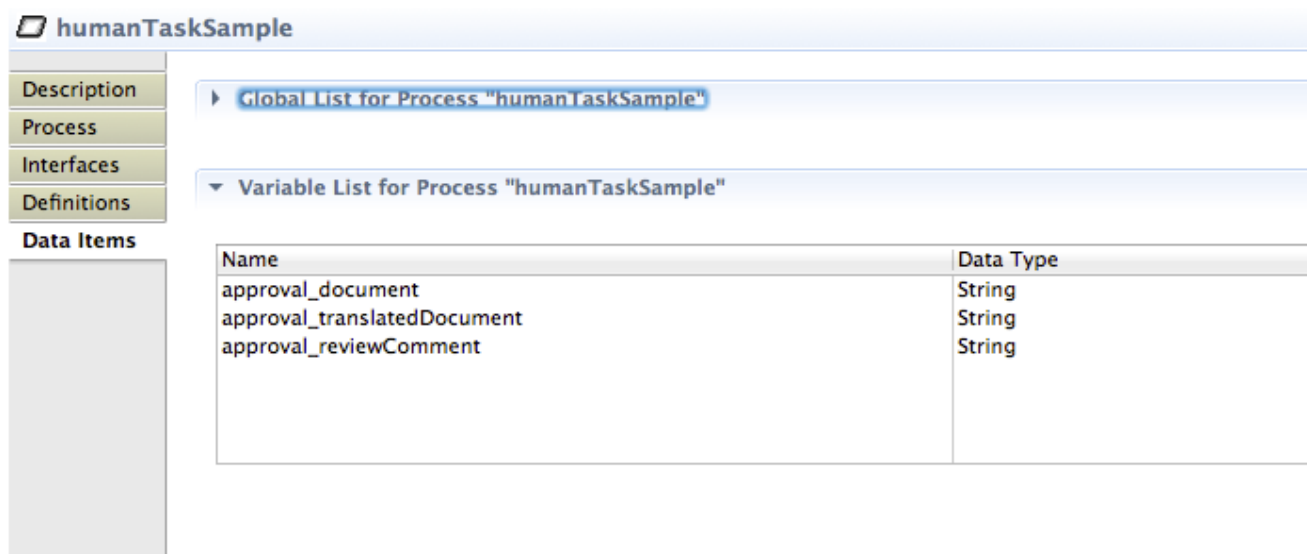 humanTaskSample
Description
Process
Interfaces
Definitions
Data Items
Global List for Process "humanTaskSample"
Variable List for Process "humanTaskSample"
Name Data Type
approval_document String
approval_translatedDocument String
approval_reviewComment String